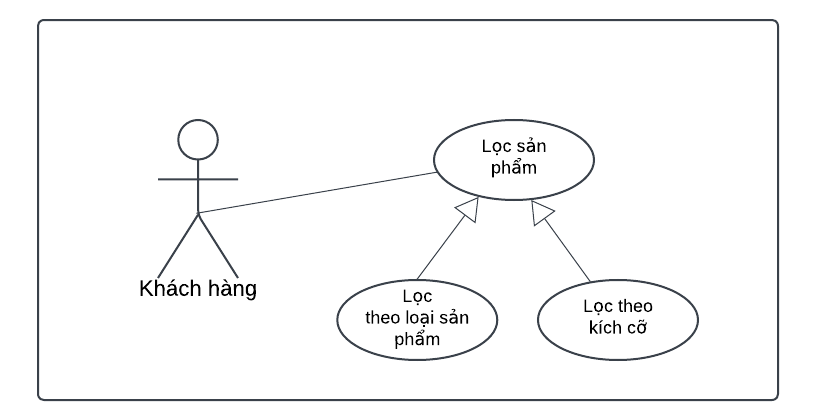 Lọc sản
phẩm
Khách hàng
Lọc
theo loại sản
phẩm
Lọc theo
kích cỡ